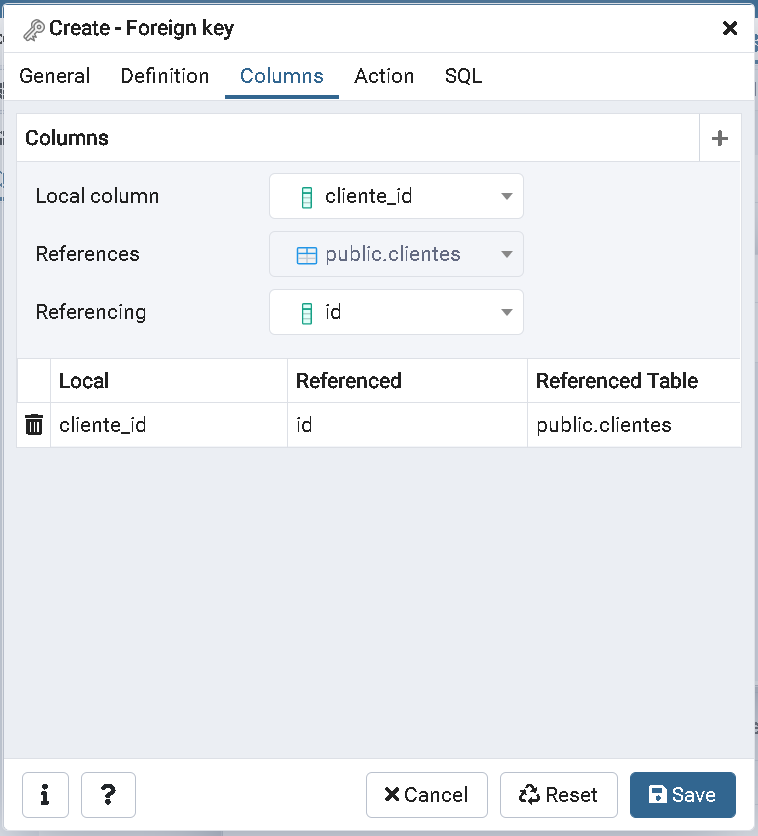 Create - Foreign key
General Definition Columns Action SQL
Columns
Local column cliente_id
References public.clientes
Referencing id
Local Referenced Referenced Table
cliente_id id public.clientes
i ? Cancel Reset Save